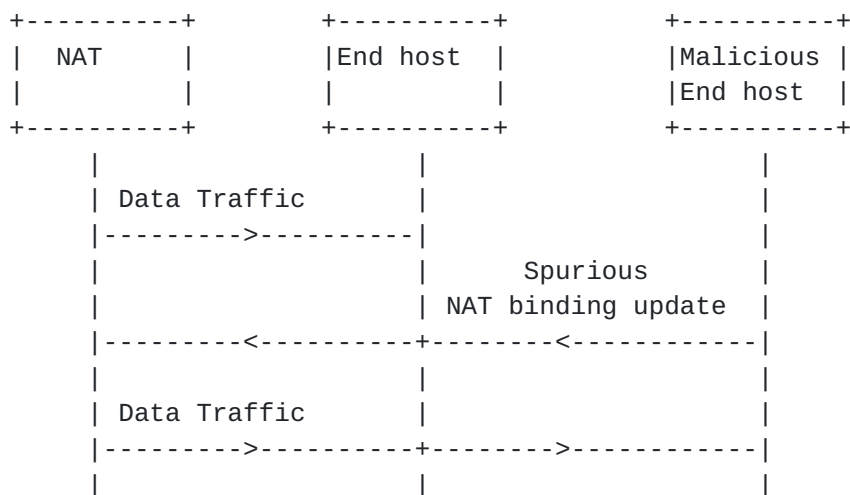 +----------+        +----------+          +----------+
|  NAT     |        |End host  |          |Malicious |
|          |        |          |          |End host  |
+----------+        +----------+          +----------+
     |                   |                    |
     | Data Traffic      |                    |
     |--------->----------|                    |
     |                   |      Spurious      |
     |                   | NAT binding update |
     |---------<----------+--------<------------|
     |                   |                    |
     | Data Traffic      |                    |
     |--------->----------+-------->------------|
     |                   |                    |